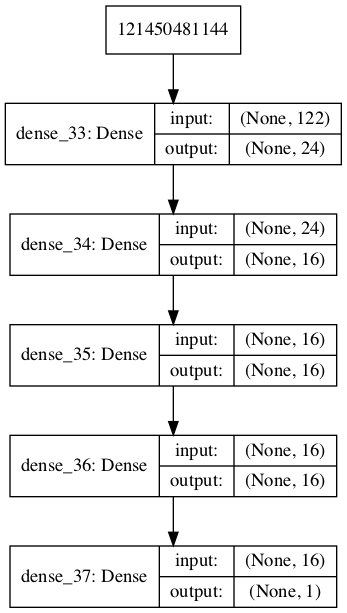 121450481144
dense_33: Dense
input: (None, 122)
output: (None, 24)
dense_34: Dense
input: (None, 24)
output: (None, 16)
dense_35: Dense
input: (None, 16)
output: (None, 16)
dense_36: Dense
input: (None, 16)
output: (None, 16)
dense_37: Dense
input: (None, 16)
output: (None, 1)